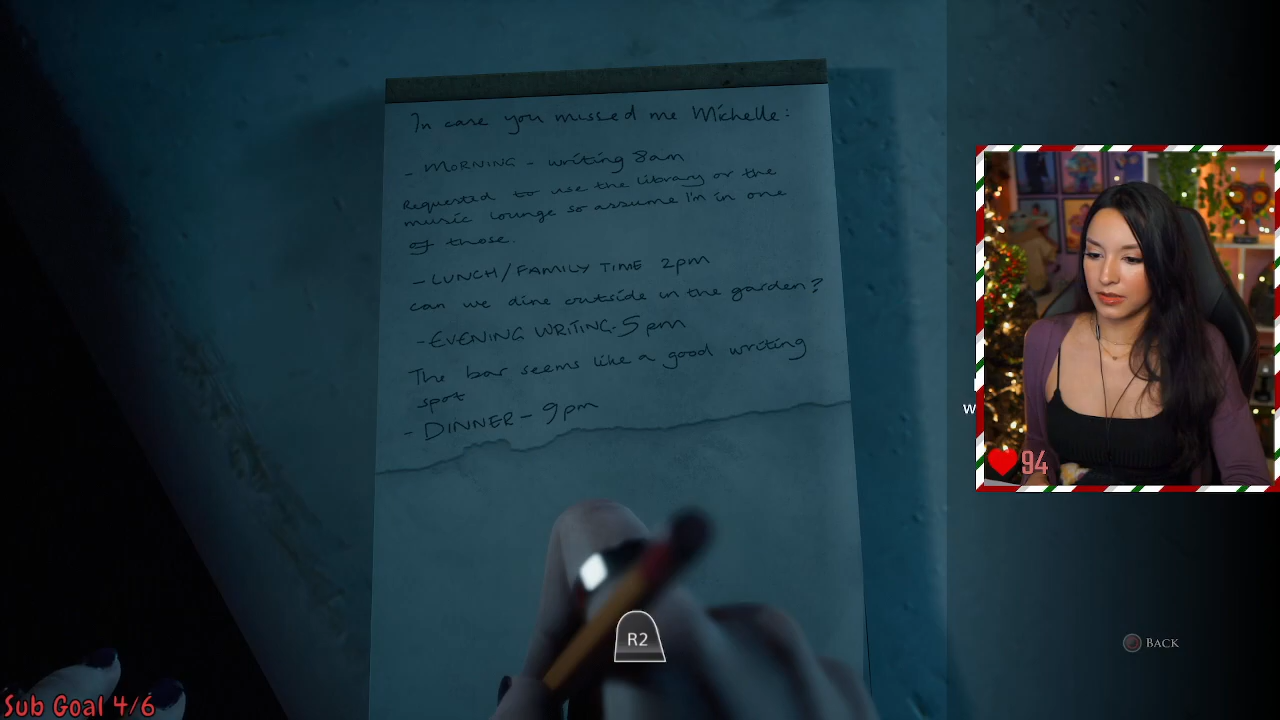 In case you missed me Michelle:
- MORNING - writing 8am
Requested to use the library or the
music lounge so assume I'm in one
of those.
- LUNCH/FAMILY TIME 2pm
can we dine outside in the garden?
- EVENING WRITING - 5pm
The bar seems like a good writing
spot
- DINNER - 9pm
W
94
R2
BACK
Sub Goal 4/6